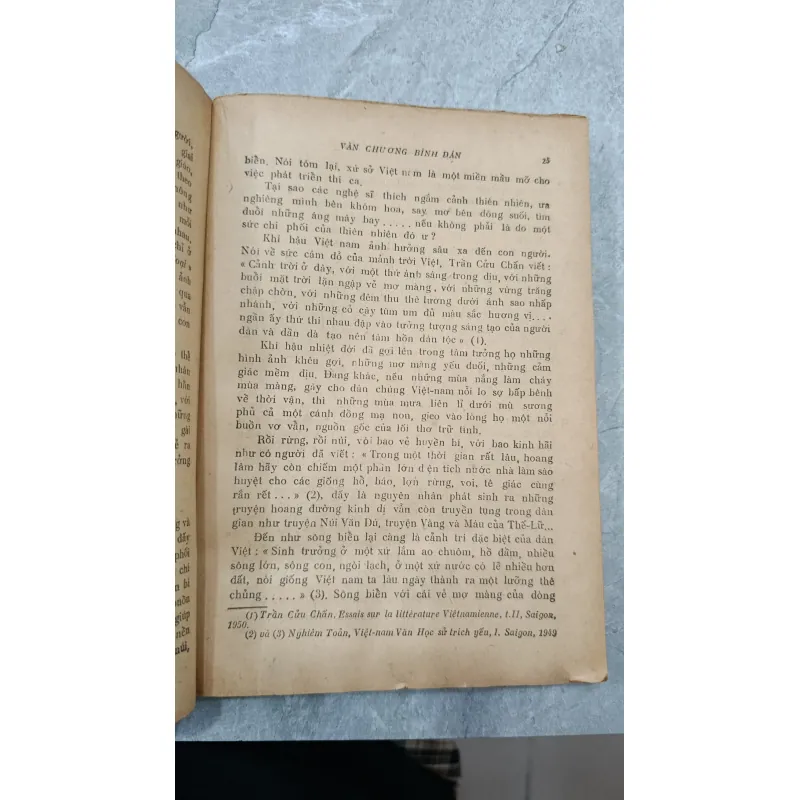 VĂN CHƯƠNG BÌNH DÂN 25
biển. Nói tóm lại, xứ sở Việt nam là một miền mầu mỡ cho
việc phát triển thi ca.
Tại sao các nghệ sĩ thích ngắm cảnh thiên nhiên, ưa
nghiêng mình bên khóm hoa, say mơ bên dòng suối, tìm
đuổi những áng mây bay..... nếu không phải là do một
sức chi phối của thiên nhiên đó ư?
Khí hậu Việt nam ảnh hưởng sâu xa đến con người.
Nói về sức cám dỗ của mảnh trời Việt, Trần Cửu Chấn viết:
« Cảnh trời ở đây, với một thứ ánh sáng trong dịu, với những
buổi mặt trời lặn ngập vẻ mơ màng, với những vừng trăng
chập chờn, với những đêm thu thê lương dưới ánh sao nhấp
nhánh, với những cỏ cây tùm um đủ màu sắc hương vị....
ngần ấy thứ thi nhau đập vào tưởng tượng sáng tạo của người
dân và dần dà tạo nên tâm hồn dân tộc » (1).
Khí hậu nhiệt đới đã gợi lên trong tâm tưởng họ những
hình ảnh khêu gợi, những mơ màng yếu đuối, những cảm
giác mềm dịu. Đàng khác, nếu những mùa nắng làm cháy
mùa màng, gây cho dân chúng Việt-nam nỗi lo sợ bấp bênh
về thời vận, thì những mùa mưa liên lỉ dưới mù sương
phủ cả một cánh đồng mạ non, gieo vào lòng họ một nỗi
buồn vơ vẩn, nguồn gốc của lối thơ trữ tình.
Rồi rừng, rồi núi, với bao vẻ huyền bí, với bao kinh hãi
như có người đã viết: « Trong một thời gian rất lâu, hoang
lâm hãy còn chiếm một phần lớn diện tích nước nhà làm sào
huyệt cho các giống hổ, báo, lợn rừng, voi, tê giác cùng
rắn rết... » (2), đấy là nguyên nhân phát sinh ra những
truyện hoang đường kinh dị vẫn còn truyền tụng trong dân
gian như truyện Núi Văn Dú, truyện Vàng và Máu của Thế-Lữ...
Đến như sông biển lại càng là cảnh trí đặc biệt của đất
Việt: « Sinh trưởng ở một xứ lắm ao chuôm, hồ đầm, nhiều
sông lớn, sông con, ngòi lạch, ở một xứ nước có lẽ nhiều hơn
đất, nòi giống Việt nam ta lâu ngày thành ra một lưỡng thê
chủng..... » (3). Sông biển với cái vẻ mơ màng của dòng
(1) Trần Cửu Chấn. Essais sur la littérature Viêtnamienne, t.II, Saigon,
1950.
(2) và (3) Nghiêm Toản, Việt-nam Văn Học sử trích yếu, I. Saigon, 1949